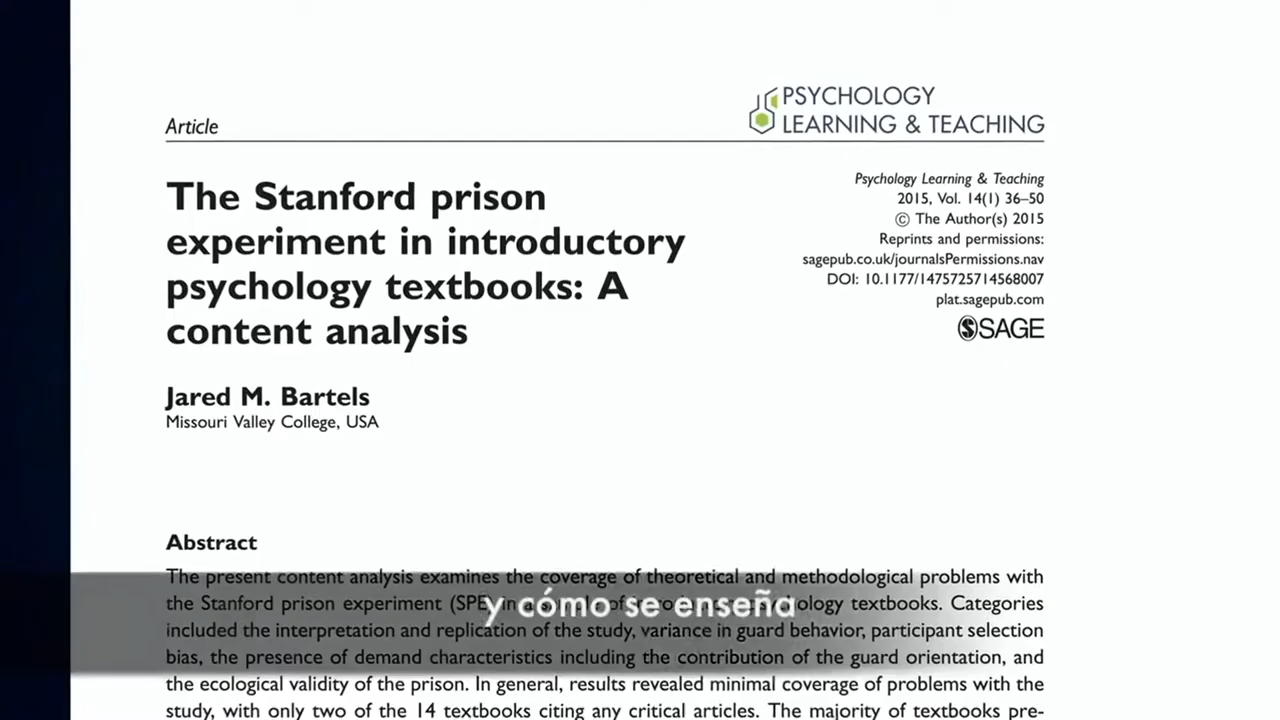 PSYCHOLOGY
LEARNING & TEACHING
Article
The Stanford prison
experiment in introductory
psychology textbooks: A
content analysis
Psychology Learning & Teaching
2015, Vol. 14(1) 36–50
© The Author(s) 2015
Reprints and permissions:
sagepub.co.uk/journalsPermissions.nav
DOI: 10.1177/1475725714568007
plat.sagepub.com
SAGE
Jared M. Bartels
Missouri Valley College, USA
Abstract
The present content analysis examines the coverage of theoretical and methodological problems with
the Stanford prison experiment (SPE) in a sample of introductory psychology textbooks. Categories
included the interpretation and replication of the study, variance in guard behavior, participant selection
bias, the presence of demand characteristics including the contribution of the guard orientation, and
the ecological validity of the prison. In general, results revealed minimal coverage of problems with the
study, with only two of the 14 textbooks citing any critical articles. The majority of textbooks pre-
y cómo se enseña